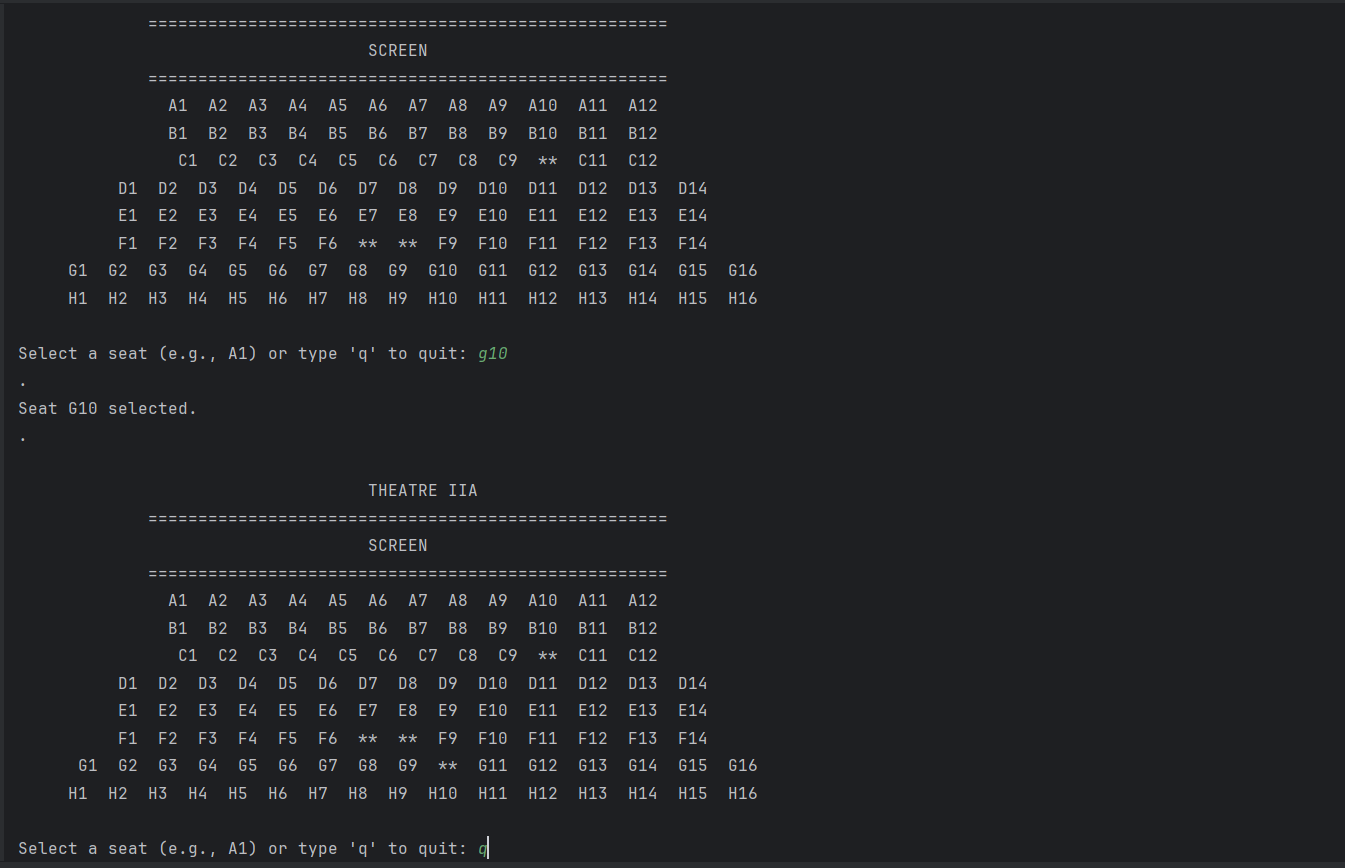 ====================================================
SCREEN
====================================================
A1  A2  A3  A4  A5  A6  A7  A8  A9  A10  A11  A12
B1  B2  B3  B4  B5  B6  B7  B8  B9  B10  B11  B12
C1  C2  C3  C4  C5  C6  C7  C8  C9  **  C11  C12
D1  D2  D3  D4  D5  D6  D7  D8  D9  D10  D11  D12  D13  D14
E1  E2  E3  E4  E5  E6  E7  E8  E9  E10  E11  E12  E13  E14
F1  F2  F3  F4  F5  F6  **  **  F9  F10  F11  F12  F13  F14
G1  G2  G3  G4  G5  G6  G7  G8  G9  G10  G11  G12  G13  G14  G15  G16
H1  H2  H3  H4  H5  H6  H7  H8  H9  H10  H11  H12  H13  H14  H15  H16
Select a seat (e.g., A1) or type 'q' to quit: g10
.
Seat G10 selected.
.
THEATRE IIA
====================================================
SCREEN
====================================================
A1  A2  A3  A4  A5  A6  A7  A8  A9  A10  A11  A12
B1  B2  B3  B4  B5  B6  B7  B8  B9  B10  B11  B12
C1  C2  C3  C4  C5  C6  C7  C8  C9  **  C11  C12
D1  D2  D3  D4  D5  D6  D7  D8  D9  D10  D11  D12  D13  D14
E1  E2  E3  E4  E5  E6  E7  E8  E9  E10  E11  E12  E13  E14
F1  F2  F3  F4  F5  F6  **  **  F9  F10  F11  F12  F13  F14
G1  G2  G3  G4  G5  G6  G7  G8  G9  **  G11  G12  G13  G14  G15  G16
H1  H2  H3  H4  H5  H6  H7  H8  H9  H10  H11  H12  H13  H14  H15  H16
Select a seat (e.g., A1) or type 'q' to quit: q